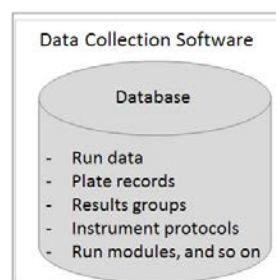 Data Collection Software
Database
- Run data
- Plate records
- Results groups
- Instrument protocols
- Run modules, and so on